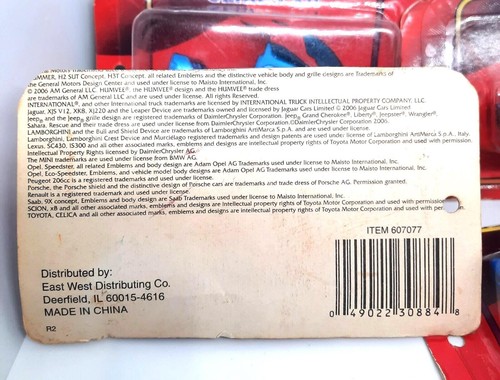 HUMMER, H2 SUT Concept, H3T Concept, all related Emblems and the distinctive vehicle body and grille designs are Trademarks of
the General Motors Design Center and used under license to Maisto International, Inc.
© 2006 AM General LLC. HUMVEE®, the HUMVEE® design and the HUMVEE® trade dress
are trademarks of AM General LLC and are used under license. All rights Reserved.
INTERNATIONAL®, and other International truck trademarks are licensed by INTERNATIONAL TRUCK INTELLECTUAL PROPERTY COMPANY, LLC.
Jaguar, XJS V12, XK8, XJ220 and the Leaper Device are trademarks owned and licensed by Jaguar Cars Limited © 2006 Jaguar Cars Limited
Jeep® and the Jeep® grille design are registered trademarks of DaimlerChrysler Corporation. Jeep®, Grand Cherokee®, Liberty®, Jeepster®, Wrangler®,
Sahara, Rescue and their trade dress are used under license from DaimlerChrysler Corporation.©DaimlerChrysler Corporation 2006.
LAMBORGHINI and the Bull and Shield Device are trademarks of Lamborghini ArtiMarca S.p.A. and are used under license.
Lamborghini, Lamborghini Crest Device and Murciélago registered trademarks and design patents are used under license of Lamborghini ArtiMarca S.p.A., Italy.
Lexus, SC430, IS300 and all other associated marks, emblems and designs are intellectual property rights of Toyota Motor Corporation and used with permission.
Intellectual Property Rights licensed by DaimlerChrysler AG.
The MINI trademarks are used under license from BMW AG.
Opel, Speedster, all related Emblems and body designs are Adam Opel AG Trademarks used under license to Maisto International, Inc.
Opel, Eco-Speedster, Emblems, and vehicle model body designs are Adam Opel AG Trademarks used under license to Maisto International, Inc.
Peugeot 206cc is a registered trademarks and used under license.
Porsche, the Porsche shield and the distinctive design of Porsche cars are trademarks and trade dress of Porsche AG. Permission granted.
Renault is a registered trademark and used under license.
Saab, 9X concept, Emblems and body design are Saab Trademarks used under license to Maisto International, Inc.
SCION, xB and all other associated marks, emblems and designs are intellectual property rights of Toyota Motor Corporation and used with permission
TOYOTA, CELICA and all other associated marks, emblems and designs are intellectual property rights of Toyota Motor Corporation and used with
ITEM 607077
Distributed by:
East West Distributing Co.
Deerfield, IL 60015-4616
MADE IN CHINA
R2
0 49022 30884 8